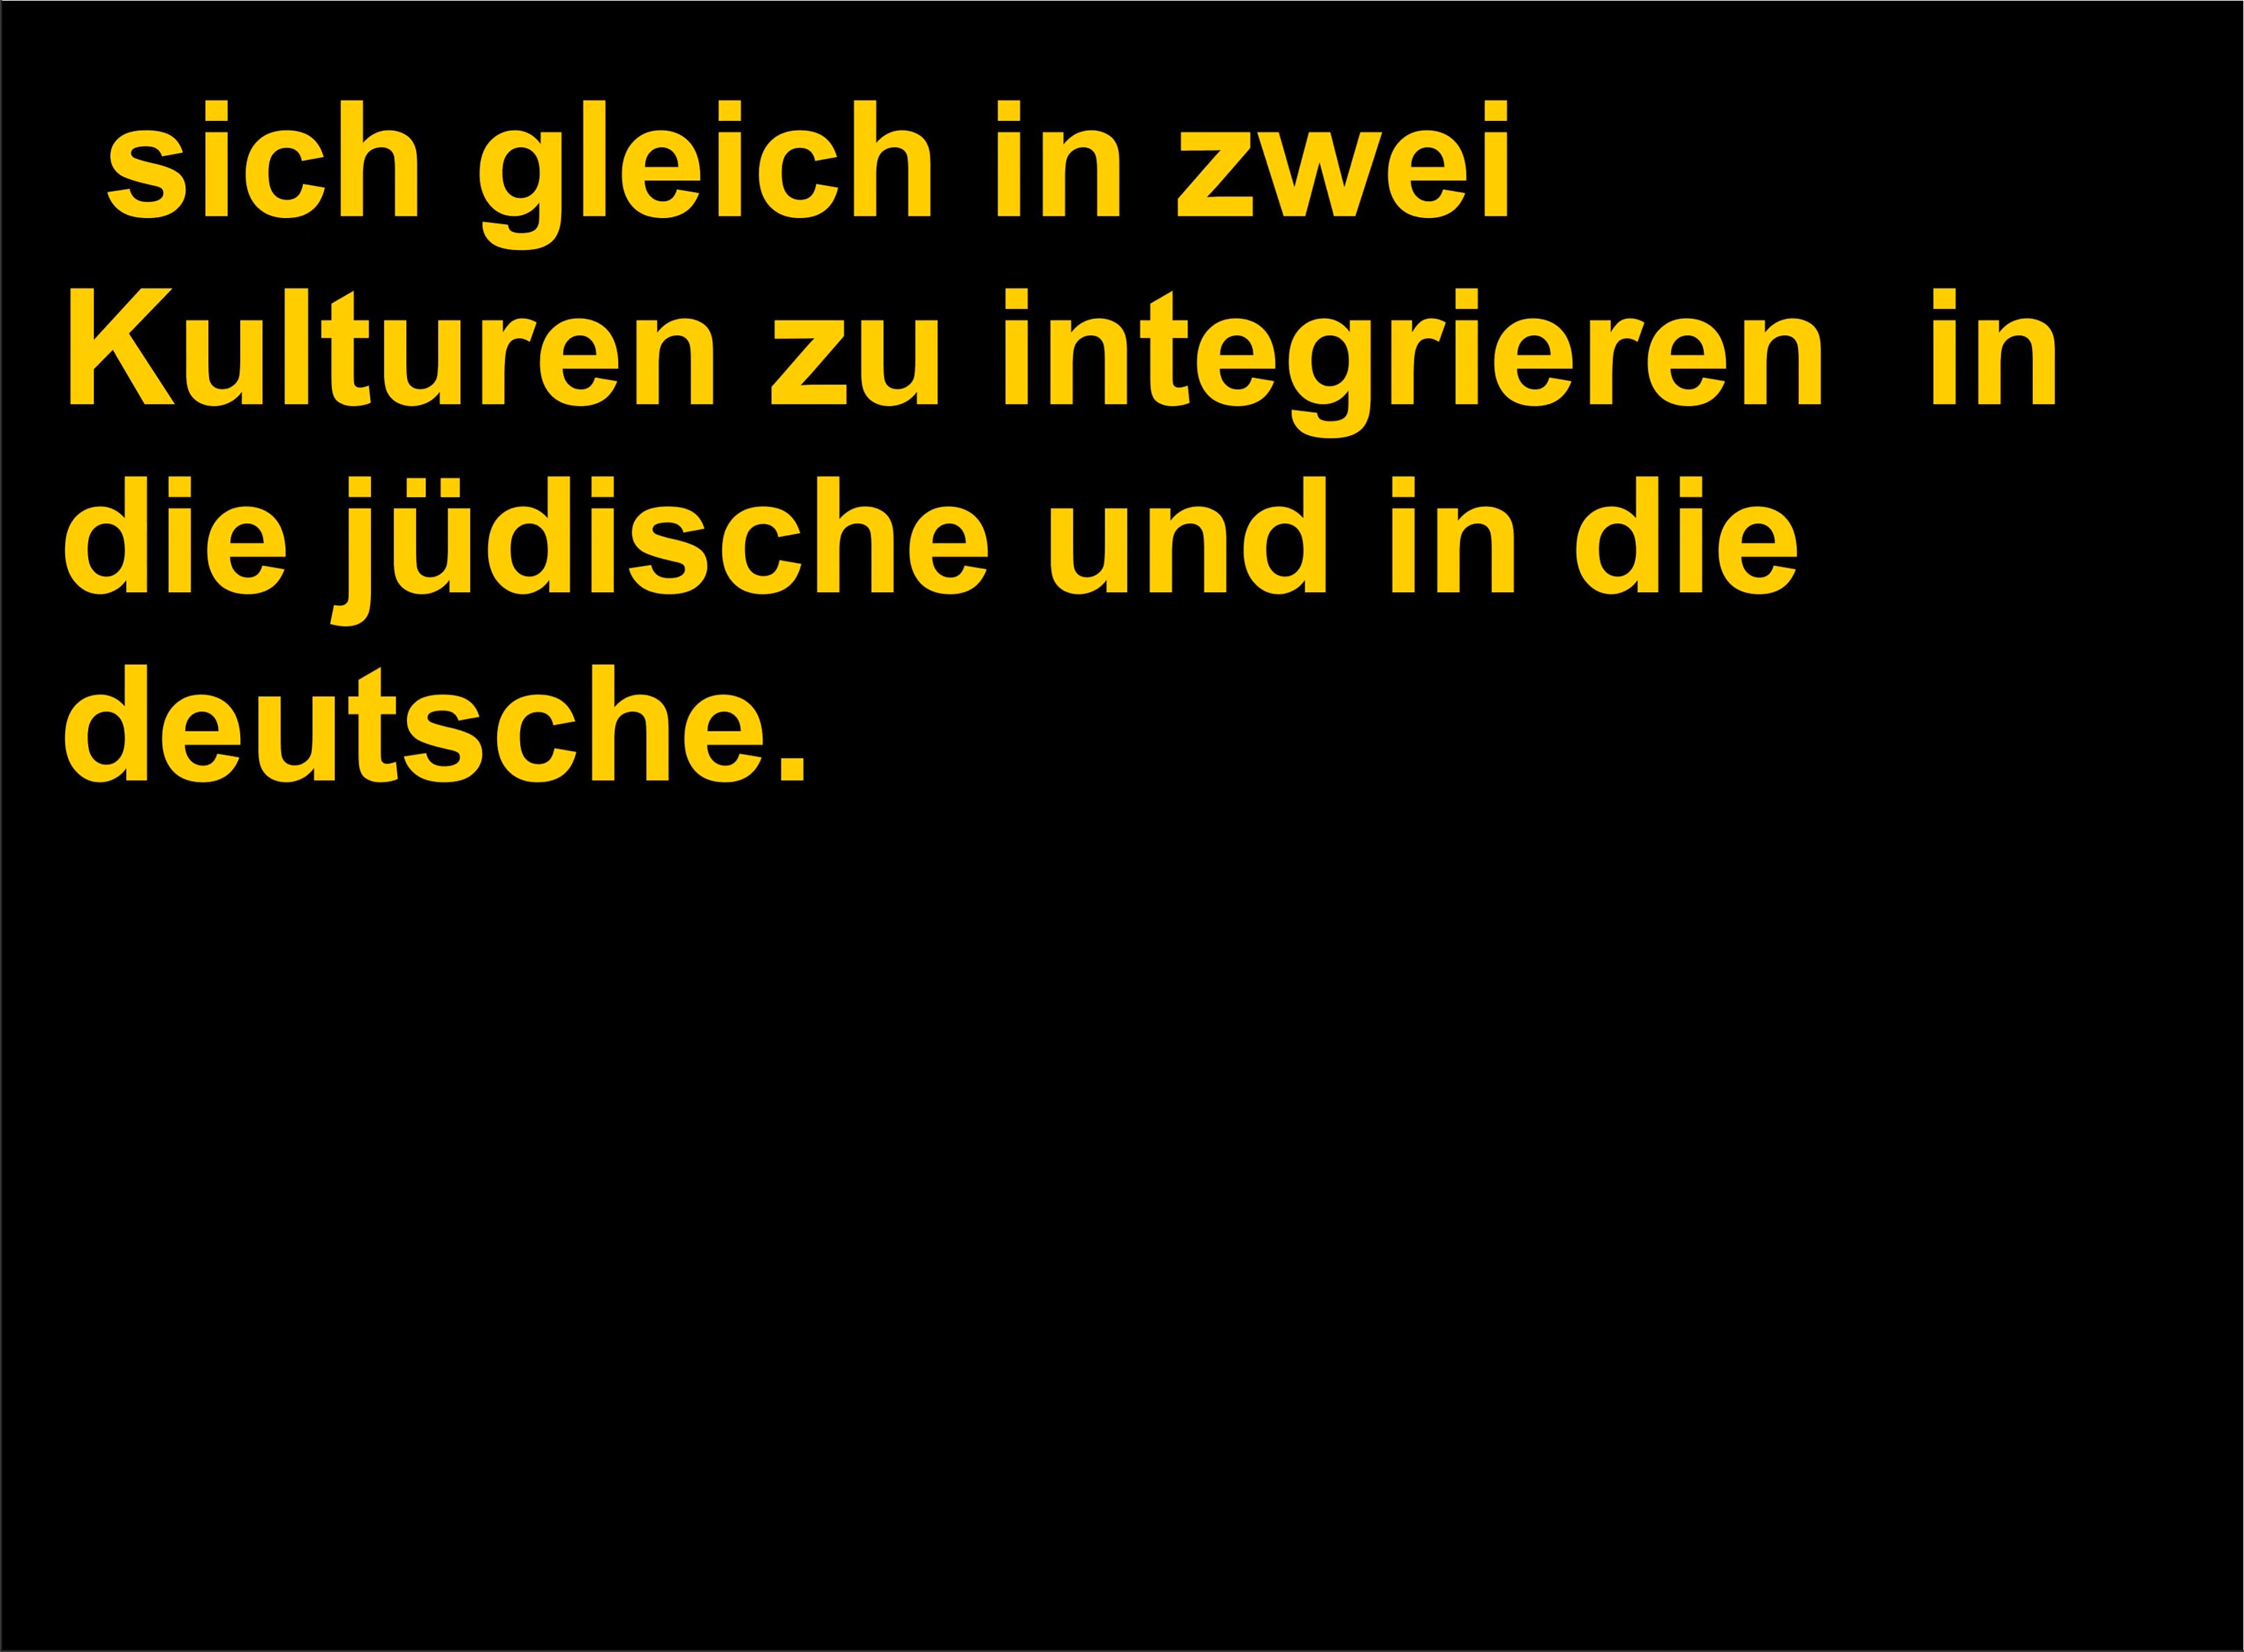 sich gleich in zwei
Kulturen zu integrieren  in
die jüdische und in die
deutsche.